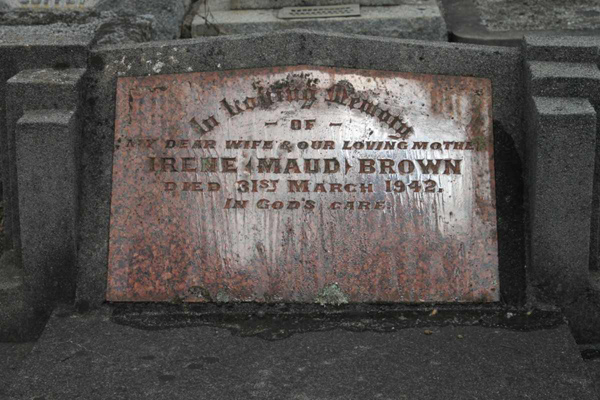 In Loving Memory
- OF -
MY DEAR WIFE & OUR LOVING MOTHER
IRENE (MAUD) BROWN
DIED 31ST MARCH 1942.
IN GOD'S CARE.